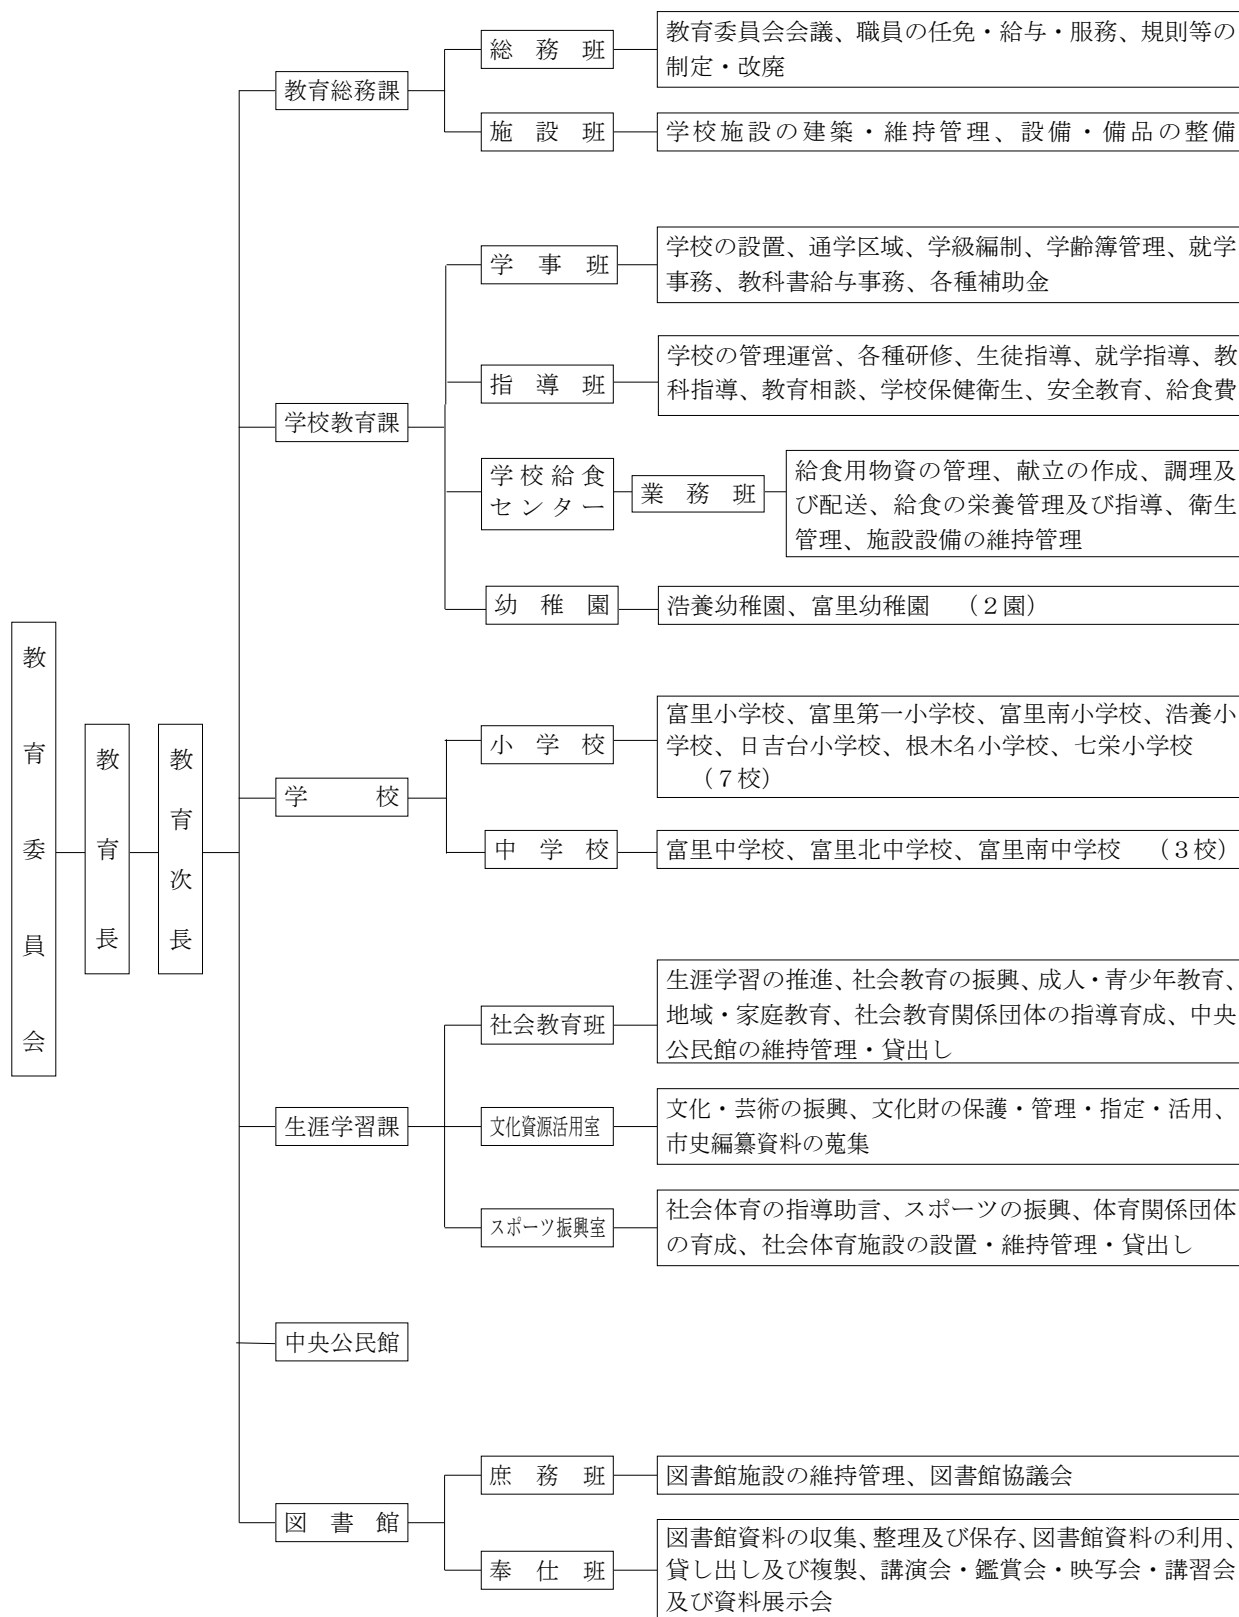 教育委員会
教育長
教育次長
教育総務課
総務班
教育委員会会議、職員の任免・給与・服務、規則等の
制定・改廃
施設班
学校施設の建築・維持管理、設備・備品の整備
学校教育課
学事班
学校の設置、通学区域、学級編制、学齢簿管理、就学
事務、教科書給与事務、各種補助金
指導班
学校の管理運営、各種研修、生徒指導、就学指導、教
科指導、教育相談、学校保健衛生、安全教育、給食費
学校給食
センター
業務班
給食用物資の管理、献立の作成、調理及
び配送、給食の栄養管理及び指導、衛生
管理、施設設備の維持管理
幼稚園
浩養幼稚園、富里幼稚園　（２園）
学校
小学校
富里小学校、富里第一小学校、富里南小学校、浩養小
学校、日吉台小学校、根木名小学校、七栄小学校
（７校）
中学校
富里中学校、富里北中学校、富里南中学校　（３校）
生涯学習課
社会教育班
生涯学習の推進、社会教育の振興、成人・青少年教育、
地域・家庭教育、社会教育関係団体の指導育成、中央
公民館の維持管理・貸出し
文化資源活用室
文化・芸術の振興、文化財の保護・管理・指定・活用、
市史編纂資料の蒐集
スポーツ振興室
社会体育の指導助言、スポーツの振興、体育関係団体
の育成、社会体育施設の設置・維持管理・貸出し
中央公民館
図書館
庶務班
図書館施設の維持管理、図書館協議会
奉仕班
図書館資料の収集、整理及び保存、図書館資料の利用、
貸し出し及び複製、講演会・鑑賞会・映写会・講習会
及び資料展示会